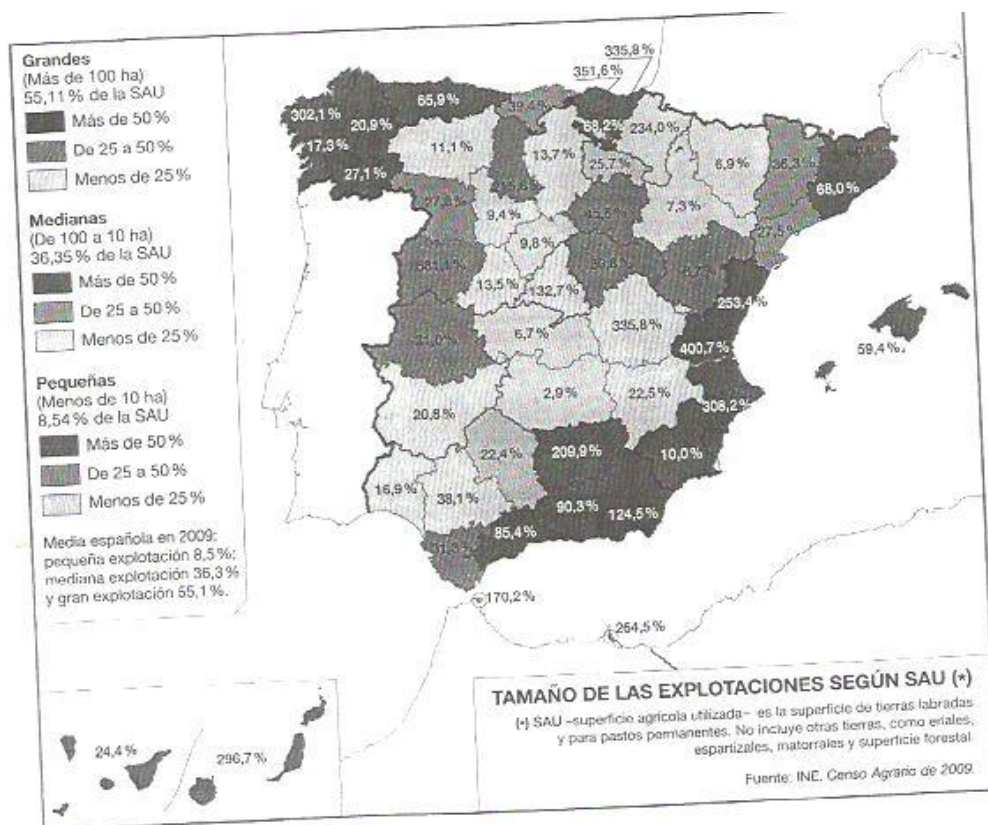 Grandes
(Más de 100 ha)
55,11 % de la SAU
Más de 50 %
De 25 a 50 %
Menos de 25 %
Medianas
(De 100 a 10 ha)
36,35 % de la SAU
Más de 50 %
De 25 a 50 %
Menos de 25 %
Pequeñas
(Menos de 10 ha)
8,54 % de la SAU
Más de 50 %
De 25 a 50 %
Menos de 25 %
Media española en 2009:
pequeña explotación 8,5 %;
mediana explotación 36,3 %
y gran explotación 55,1 %.
335,8 %
351,6 %
302,1 %
20,9 %
65,9 %
39,4 %
68,2 %
234,0 %
17,3 %
27,1 %
11,1 %
13,7 %
25,7 %
6,9 %
36,3 %
68,0 %
9,4 %
7,3 %
27,5 %
9,8 %
13,5 %
132,7 %
253,4 %
6,7 %
335,8 %
400,7 %
59,4 %
20,8 %
2,9 %
22,5 %
308,2 %
22,4 %
209,9 %
10,0 %
16,9 %
38,1 %
90,3 %
124,5 %
85,4 %
170,2 %
264,5 %
24,4 %
296,7 %
TAMAÑO DE LAS EXPLOTACIONES SEGÚN SAU (*)
(*) SAU –superficie agrícola utilizada– es la superficie de tierras labradas
y para pastos permanentes. No incluye otras tierras, como eriales,
espartizales, matorrales y superficie forestal.
Fuente: INE. Censo Agrario de 2009.